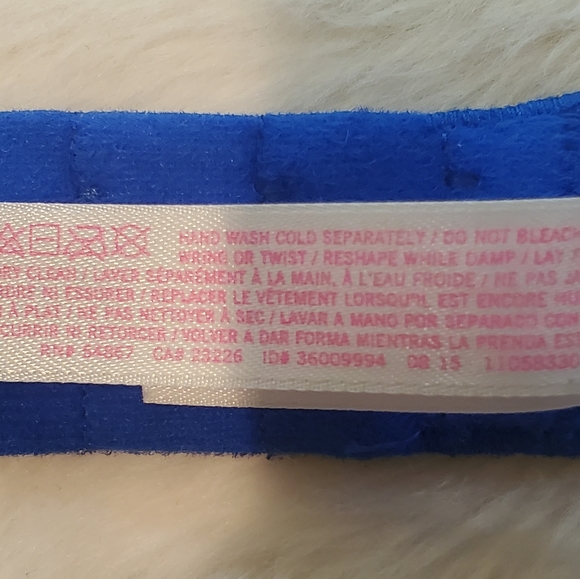 HAND WASH COLD SEPARATELY / DO NOT BLEACH
WRING OR TWIST / RESHAPE WHILE DAMP / LAY
DRY CLEAN / LAVER SÉPARÉMENT À LA MAIN, À L'EAU FROIDE / NE PAS
NI ESSORER / REPLACER LE VÊTEMENT LORSQU'IL EST ENCORE
À PLAT / NE PAS NETTOYER À SEC / LAVAR A MANO POR SEPARADO CON
NI RETORCER / VOLVER A DAR FORMA MIENTRAS LA PRENDA
RN# 54867 CA# 23226 ID# 36009994 08 15